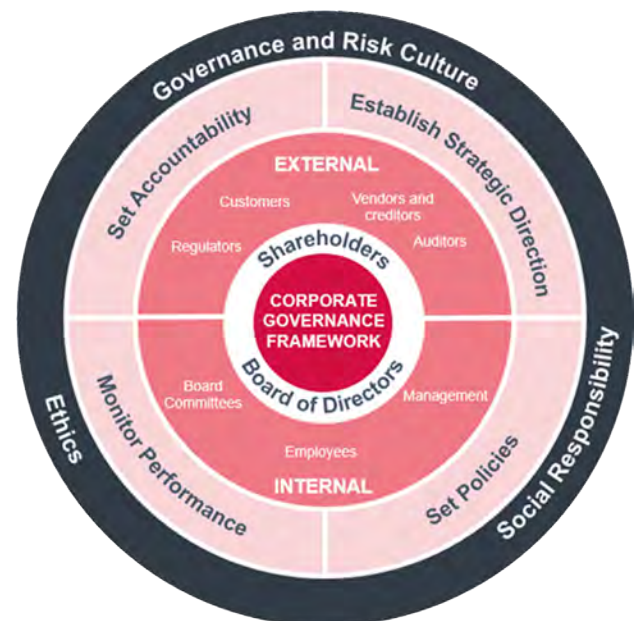 Governance and Risk Culture
Set Accountability
Establish Strategic Direction
EXTERNAL
Customers
Vendors and
creditors
Regulators
Auditors
Shareholders
CORPORATE
GOVERNANCE
FRAMEWORK
Board of Directors
Board
Committees
Management
Employees
INTERNAL
Monitor Performance
Set Policies
Ethics
Social Responsibility